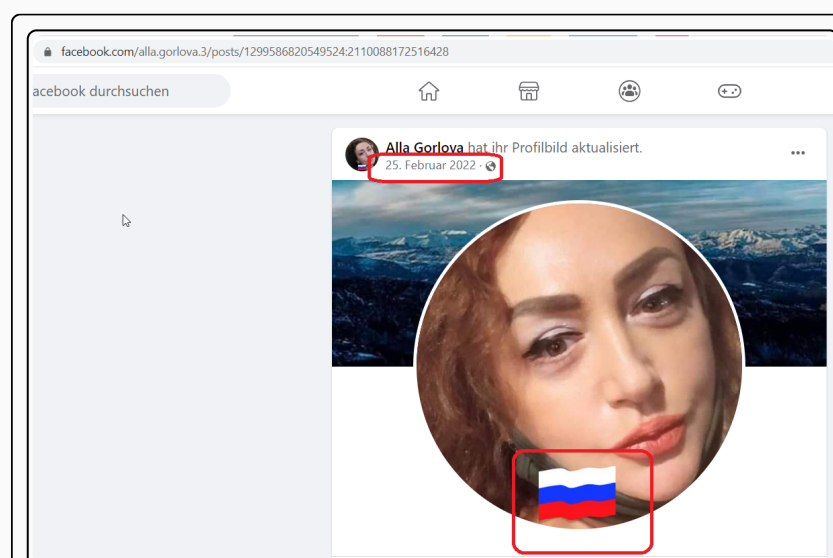 facebook.com/alla.gorlova.3/posts/1299586820549524:2110088172516428
acebook durchsuchen
Alla Gorlova hat ihr Profilbild aktualisiert.
25. Februar 2022 ·